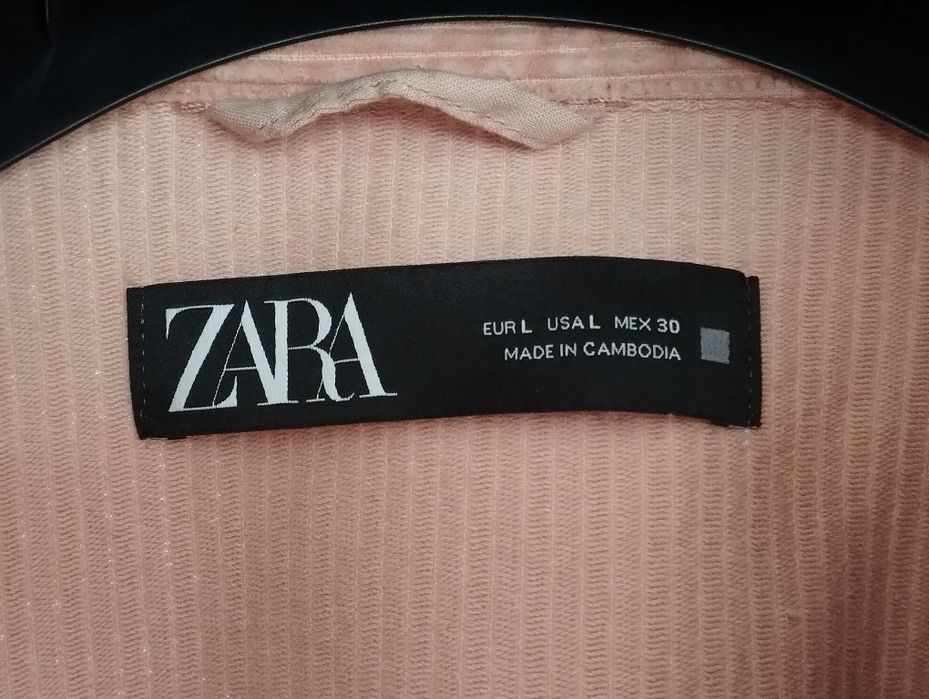 ZARA
EUR L USA L MEX 30
MADE IN CAMBODIA